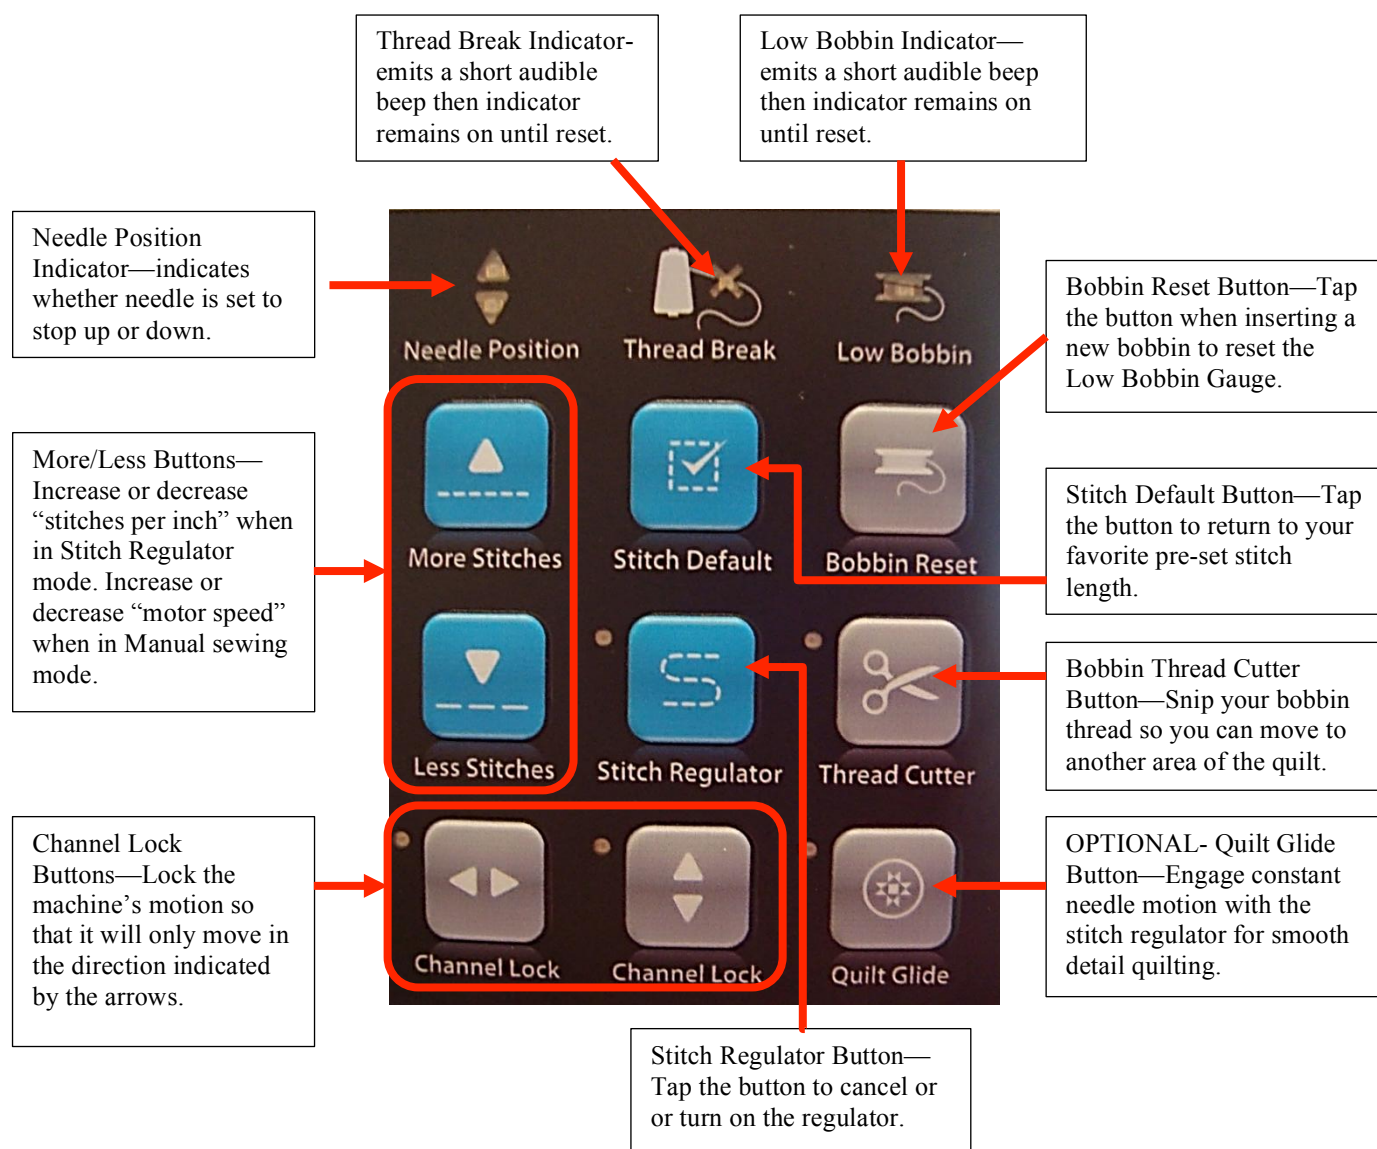 Thread Break Indicator-
emits a short audible
beep then indicator
remains on until reset.
Low Bobbin Indicator—
emits a short audible beep
then indicator remains on
until reset.
Needle Position
Indicator—indicates
whether needle is set to
stop up or down.
More/Less Buttons—
Increase or decrease
“stitches per inch” when
in Stitch Regulator
mode. Increase or
decrease “motor speed”
when in Manual sewing
mode.
Channel Lock
Buttons—Lock the
machine’s motion so
that it will only move in
the direction indicated
by the arrows.
Needle Position
Thread Break
Low Bobbin
More Stitches
Stitch Default
Bobbin Reset
Less Stitches
Stitch Regulator
Thread Cutter
Channel Lock
Channel Lock
Quilt Glide
Bobbin Reset Button—Tap
the button when inserting a
new bobbin to reset the
Low Bobbin Gauge.
Stitch Default Button—Tap
the button to return to your
favorite pre-set stitch
length.
Bobbin Thread Cutter
Button—Snip your bobbin
thread so you can move to
another area of the quilt.
OPTIONAL- Quilt Glide
Button—Engage constant
needle motion with the
stitch regulator for smooth
detail quilting.
Stitch Regulator Button—
Tap the button to cancel or
or turn on the regulator.